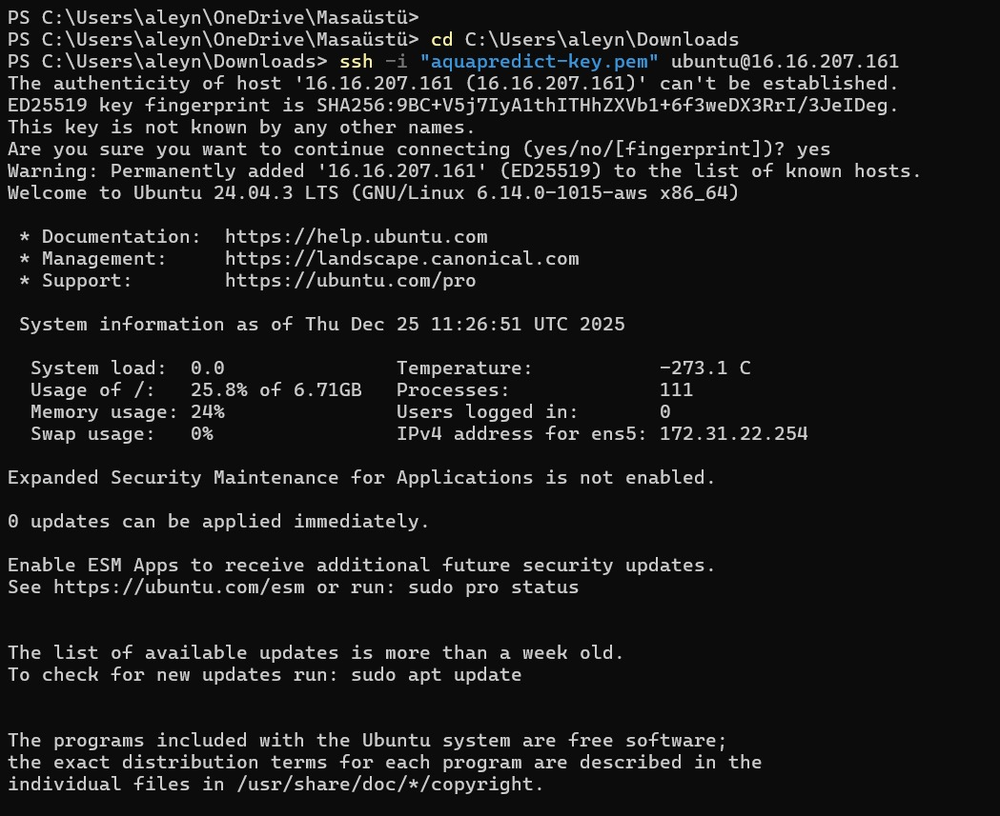 PS C:\Users\aleyn\OneDrive\Masaüstü>
PS C:\Users\aleyn\OneDrive\Masaüstü> cd C:\Users\aleyn\Downloads
PS C:\Users\aleyn\Downloads> ssh -i "aquapredict-key.pem" ubuntu@16.16.207.161
The authenticity of host '16.16.207.161 (16.16.207.161)' can't be established.
ED25519 key fingerprint is SHA256:9BC+V5j7IyA1thITHhZXVb1+6f3weDX3RrI/3JeIDeg.
This key is not known by any other names.
Are you sure you want to continue connecting (yes/no/[fingerprint])? yes
Warning: Permanently added '16.16.207.161' (ED25519) to the list of known hosts.
Welcome to Ubuntu 24.04.3 LTS (GNU/Linux 6.14.0-1015-aws x86_64)

 * Documentation:  https://help.ubuntu.com
 * Management:     https://landscape.canonical.com
 * Support:        https://ubuntu.com/pro

 System information as of Thu Dec 25 11:26:51 UTC 2025

  System load:  0.0               Temperature:           -273.1 C
  Usage of /:   25.8% of 6.71GB   Processes:             111
  Memory usage: 24%               Users logged in:       0
  Swap usage:   0%                IPv4 address for ens5: 172.31.22.254

Expanded Security Maintenance for Applications is not enabled.

0 updates can be applied immediately.

Enable ESM Apps to receive additional future security updates.
See https://ubuntu.com/esm or run: sudo pro status


The list of available updates is more than a week old.
To check for new updates run: sudo apt update


The programs included with the Ubuntu system are free software;
the exact distribution terms for each program are described in the
individual files in /usr/share/doc/*/copyright.